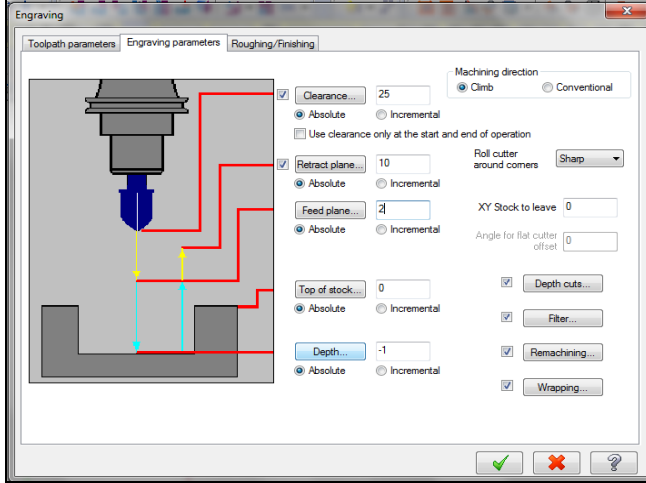 Engraving
Toolpath parameters Engraving parameters Roughing/Finishing
Machining direction
Climb Conventional
Clearance... 25
Absolute Incremental
Use clearance only at the start and end of operation
Retract plane... 10
Absolute Incremental
Roll cutter
around corners Sharp
Feed plane... 2
Absolute Incremental
XY Stock to leave 0
Angle for flat cutter
offset 0
Top of stock... 0
Absolute Incremental
Depth cuts...
Filter...
Depth... -1
Absolute Incremental
Remachining...
Wrapping...
?